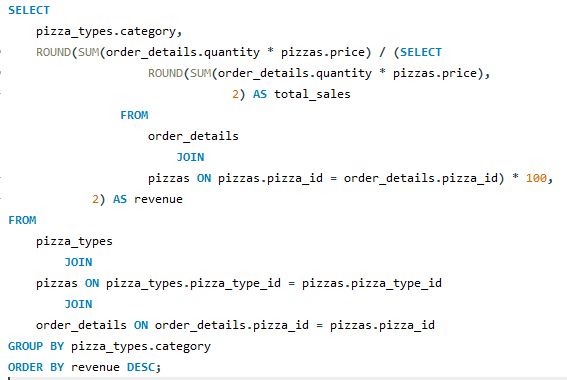 SELECT
    pizza_types.category,
    ROUND(SUM(order_details.quantity * pizzas.price) / (SELECT
                    ROUND(SUM(order_details.quantity * pizzas.price),
                                2) AS total_sales
                FROM
                    order_details
                        JOIN
                    pizzas ON pizzas.pizza_id = order_details.pizza_id) * 100,
            2) AS revenue
FROM
    pizza_types
        JOIN
    pizzas ON pizza_types.pizza_type_id = pizzas.pizza_type_id
        JOIN
    order_details ON order_details.pizza_id = pizzas.pizza_id
GROUP BY pizza_types.category
ORDER BY revenue DESC;